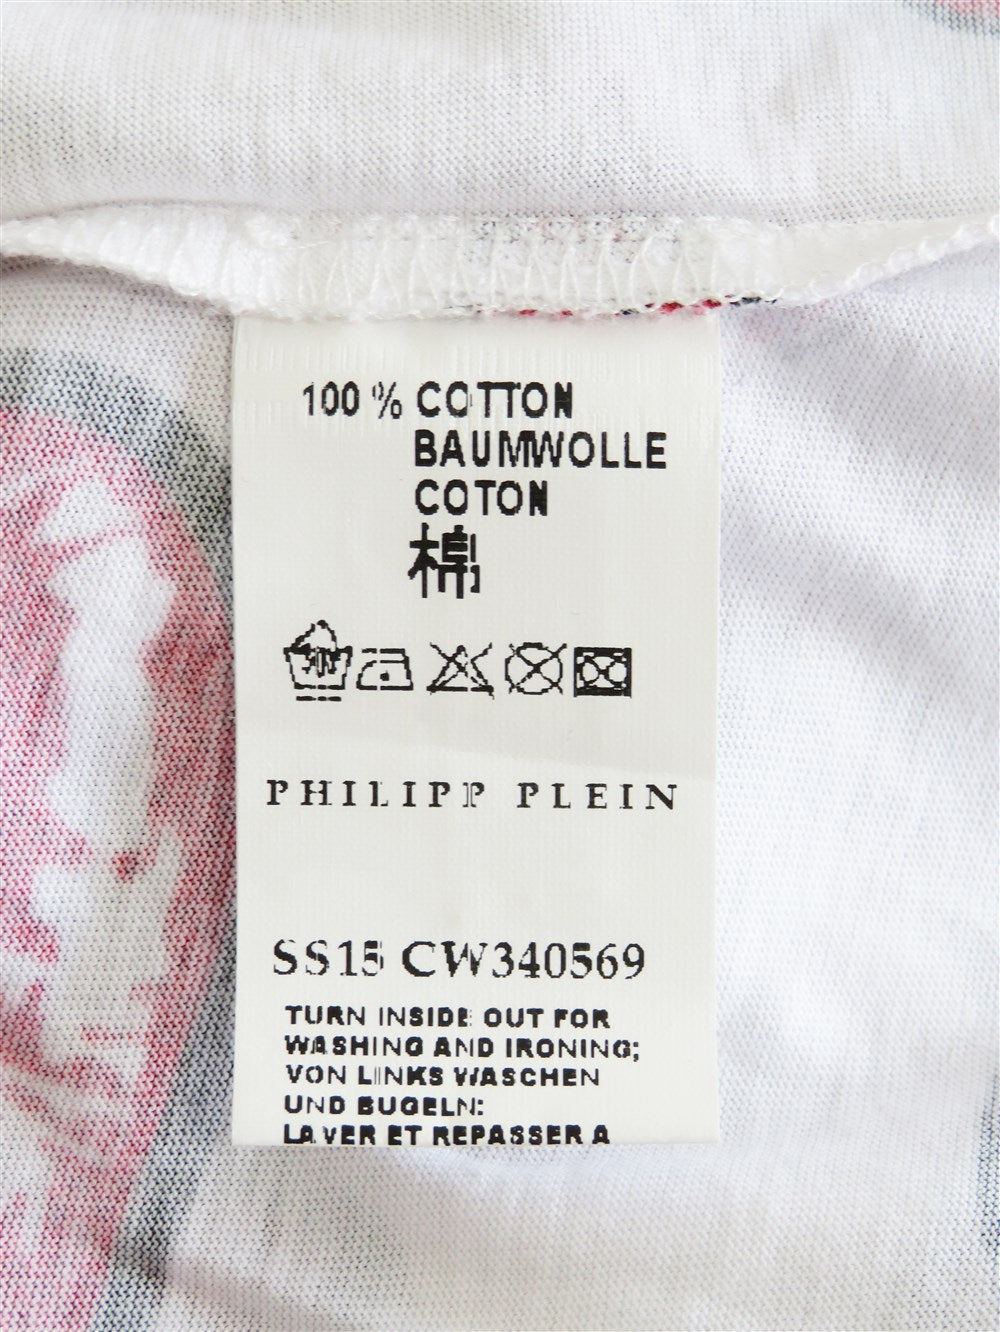 100 % COTTON
BAUMWOLLE
COTON
棉
PHILIPP PLEIN
SS15 CW340569
TURN INSIDE OUT FOR
WASHING AND IRONING;
VON LINKS WASCHEN
UND BUGELN:
LAVER ET REPASSER A